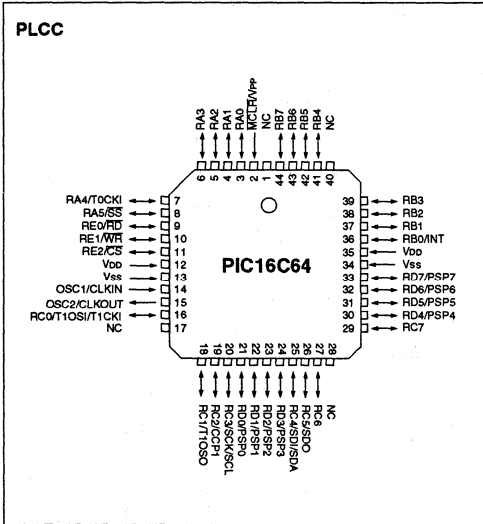 PLCC
RA3
RA2
RA1
RA0
MCLR/VPP
NC
RB7
RB6
RB5
RB4
NC
6 5 4 3 2 1 44 43 42 41 40
RA4/T0CKI 7
RA5/SS 8
RE0/RD 9
RE1/WR 10
RE2/CS 11
VDD 12
VSS 13
OSC1/CLKIN 14
OSC2/CLKOUT 15
RC0/T1OSI/T1CKI 16
NC 17
PIC16C64
39 RB3
38 RB2
37 RB1
36 RB0/INT
35 VDD
34 VSS
33 RD7/PSP7
32 RD6/PSP6
31 RD5/PSP5
30 RD4/PSP4
29 RC7
18 19 20 21 22 23 24 25 26 27 28
RC1/T1OSO
RC2/CCP1
RC3/SCK/SCL
RD0/PSP0
RD1/PSP1
RD2/PSP2
RD3/PSP3
RC4/SDI/SDA
RC5/SDO
RC6
NC